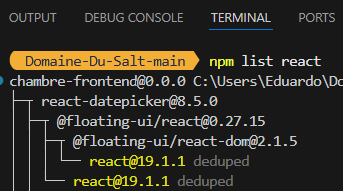 OUTPUT DEBUG CONSOLE TERMINAL PORTS
Domaine-Du-Salt-main npm list react
chambre-frontend@0.0.0 C:\Users\Eduardo\Do
react-datepicker@8.5.0
@floating-ui/react@0.27.15
@floating-ui/react-dom@2.1.5
react@19.1.1 deduped
react@19.1.1 deduped